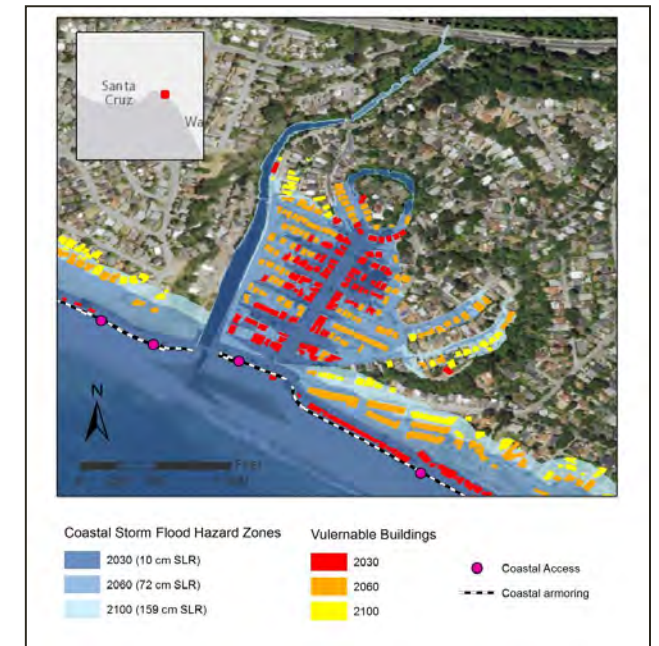 Santa
Cruz
Wa
N
Feet
Coastal Storm Flood Hazard Zones
2030 (10 cm SLR)
2060 (72 cm SLR)
2100 (159 cm SLR)
Vulernable Buildings
2030
2060
2100
Coastal Access
Coastal armoring